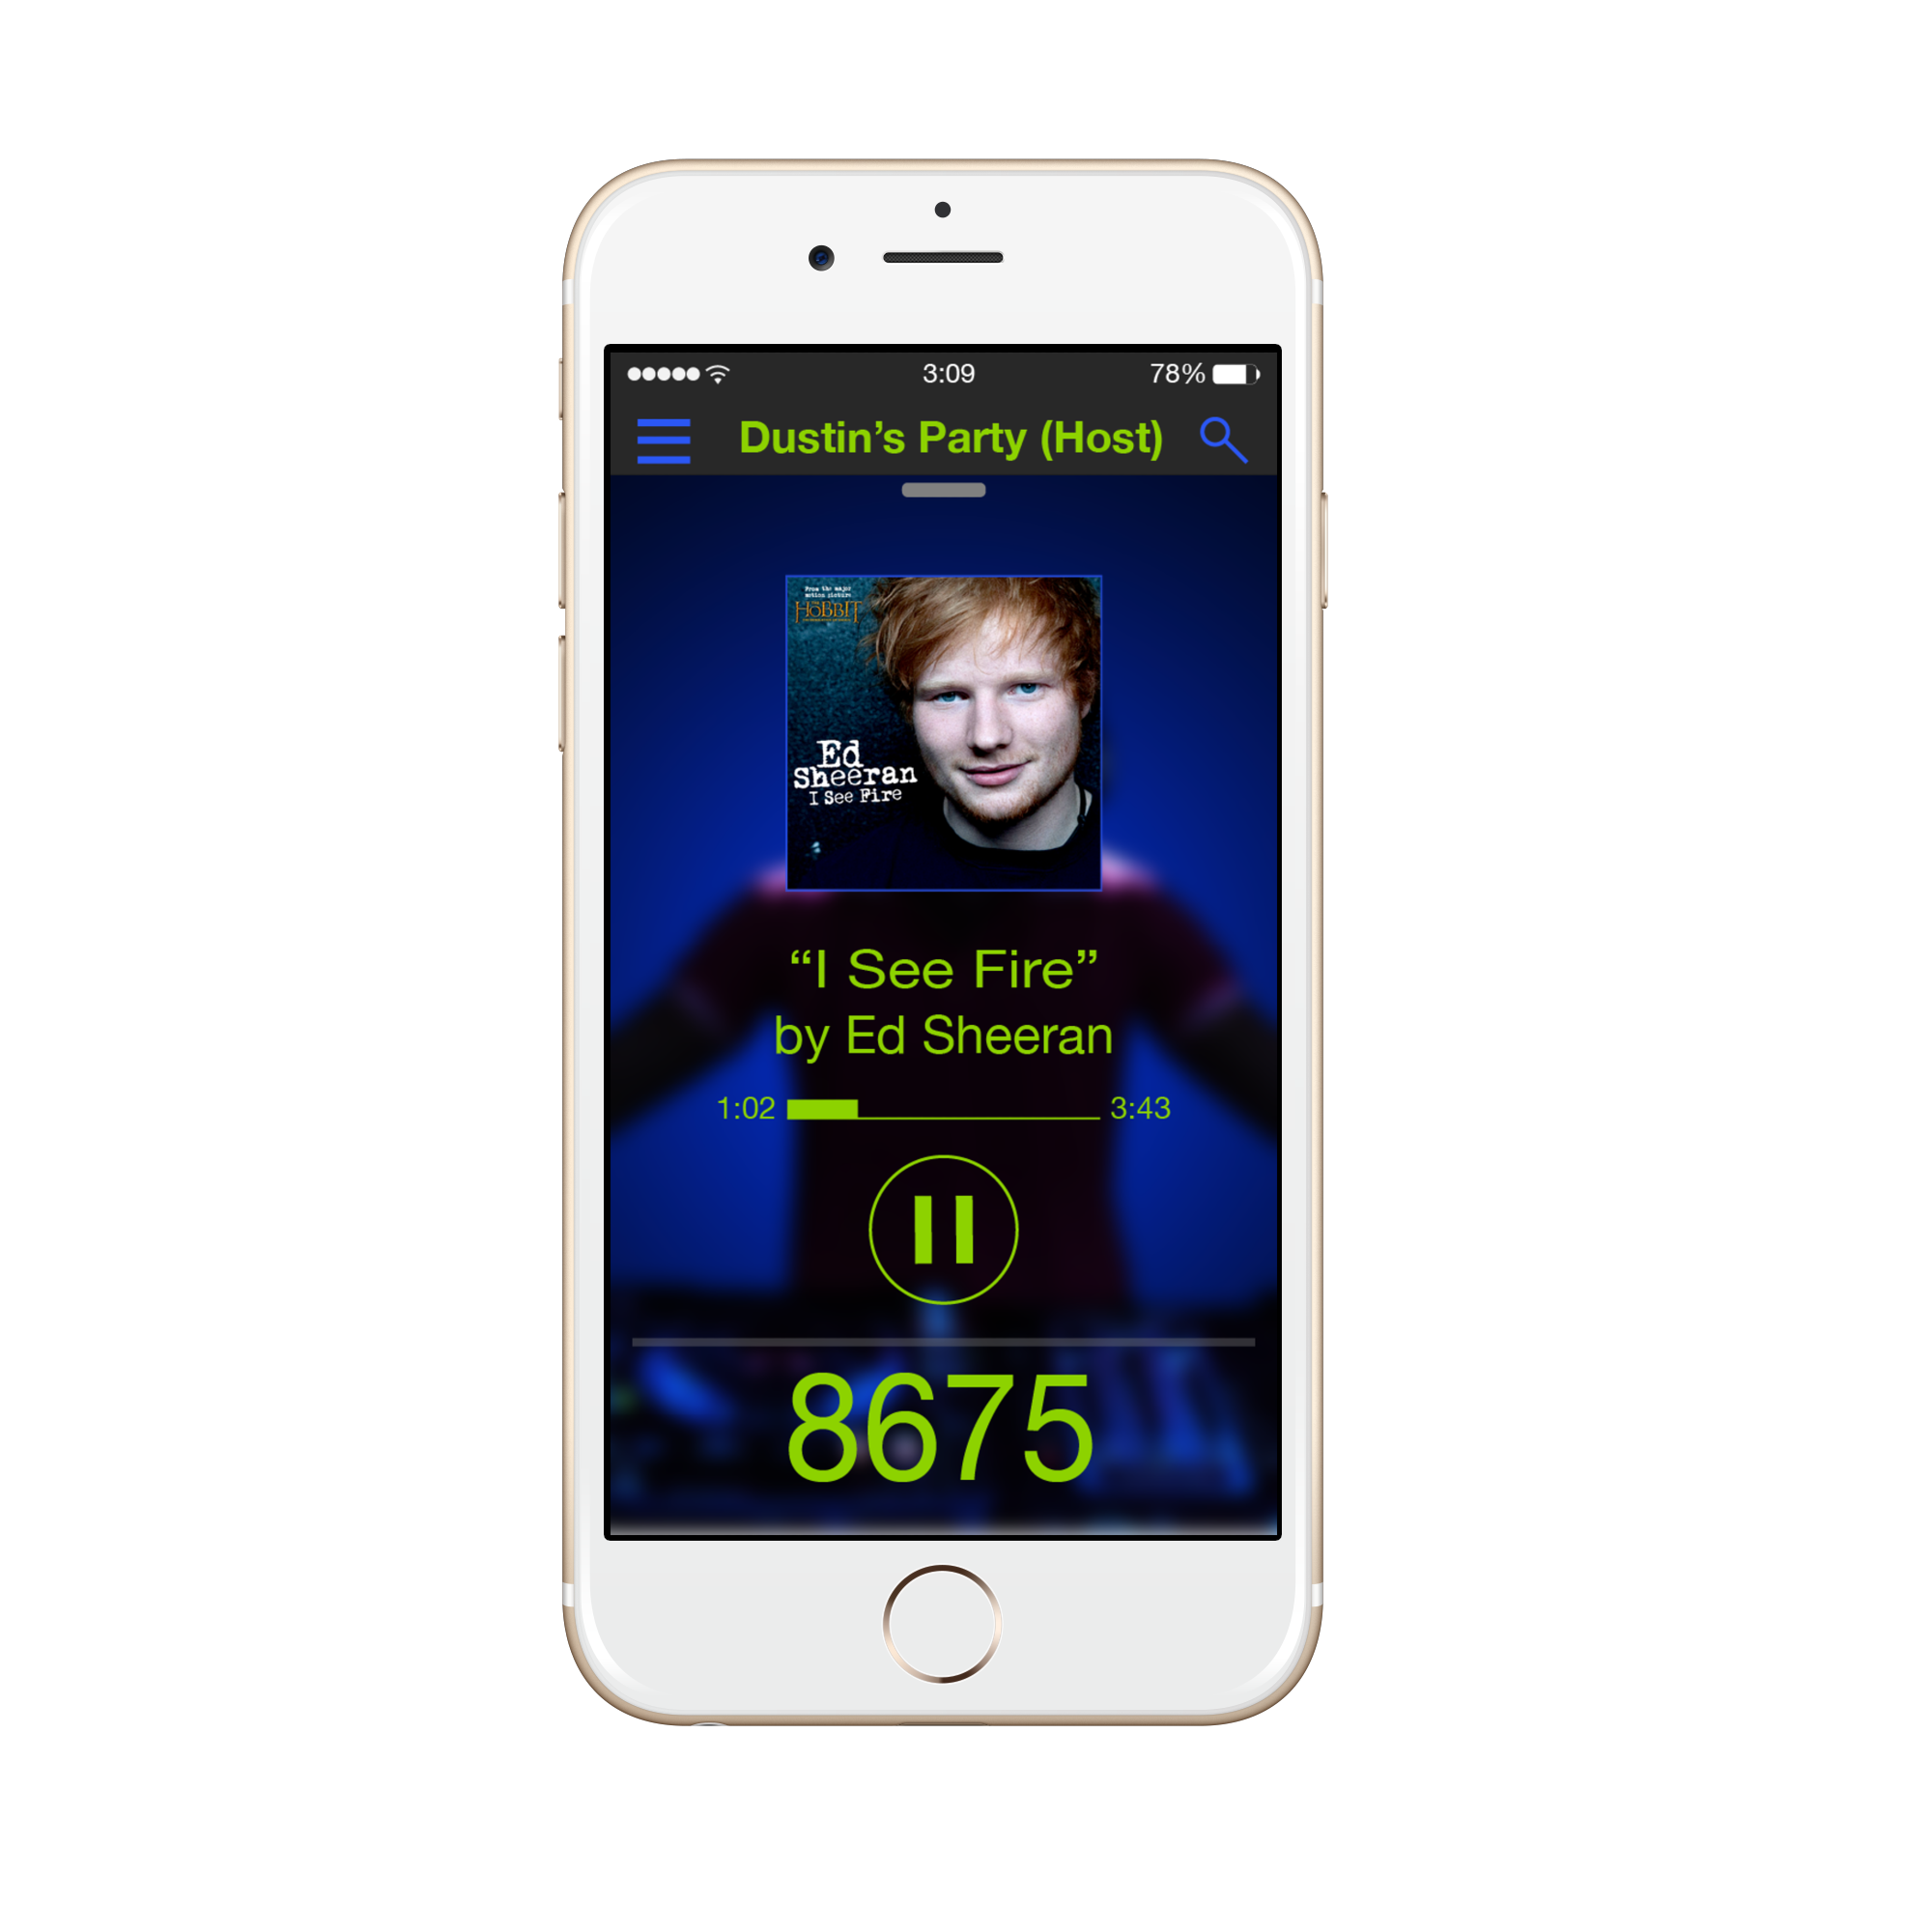 3:09
78%
Dustin’s Party (Host)
From the major
motion picture
HOBBIT
Ed
Sheeran
I See Fire
“I See Fire”
by Ed Sheeran
1:02
3:43
8675